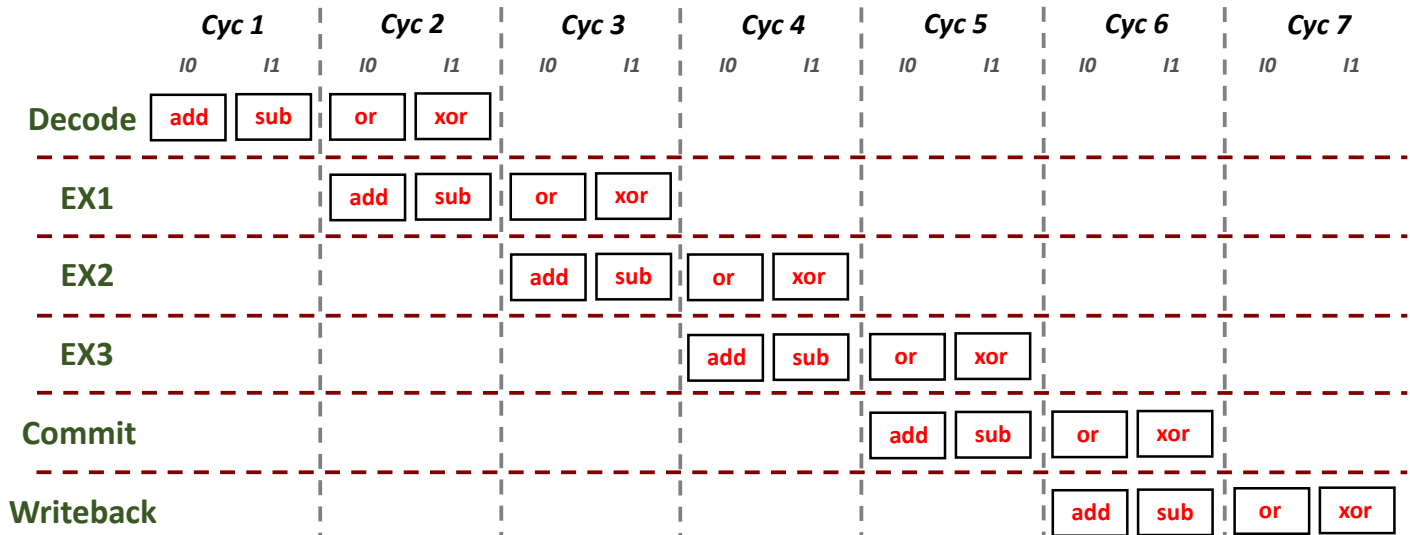 Cyc 1 Cyc 2 Cyc 3 Cyc 4 Cyc 5 Cyc 6 Cyc 7
I0 I1 I0 I1 I0 I1 I0 I1 I0 I1 I0 I1 I0 I1
Decode add sub or xor
EX1 add sub or xor
EX2 add sub or xor
EX3 add sub or xor
Commit add sub or xor
Writeback add sub or xor